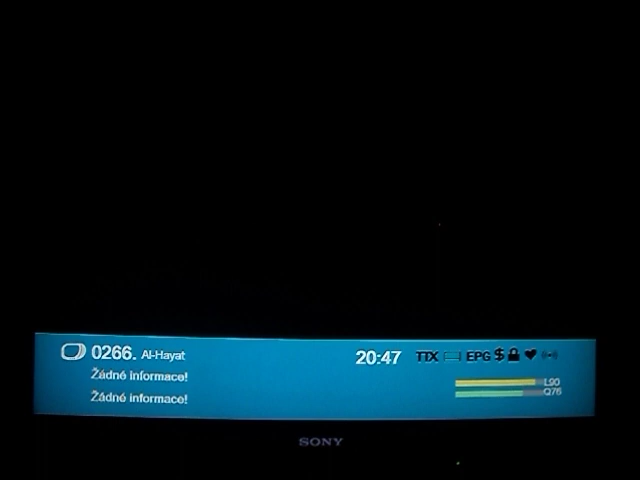 0266. Al-Hayat 20:47 TTX EPG $
Žádné informace!
L90
Žádné informace!
Q76
SONY